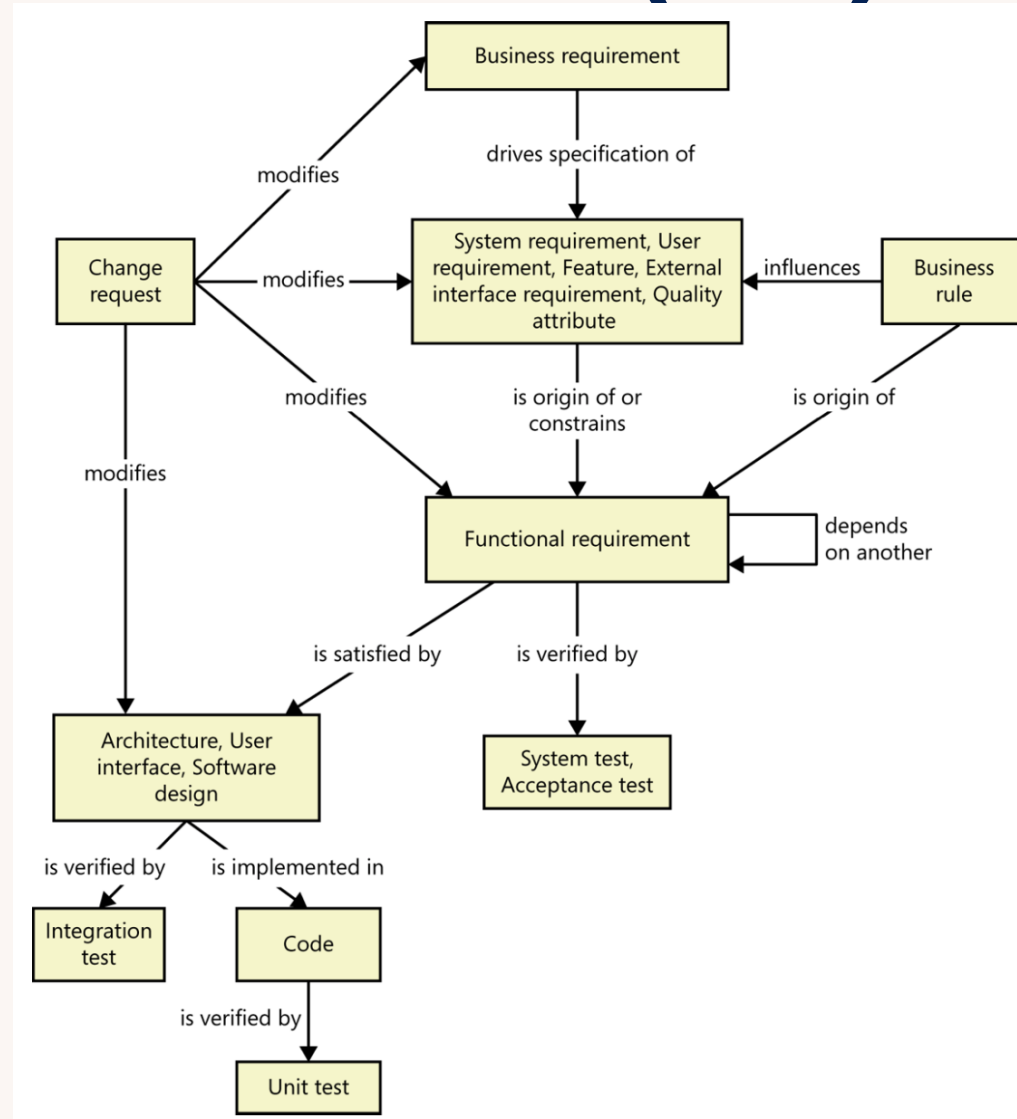 Business requirement
drives specification of
modifies
Change
request
modifies
System requirement, User
requirement, Feature, External
interface requirement, Quality
attribute
influences
Business
rule
modifies
is origin of or
constrains
is origin of
modifies
Functional requirement
depends
on another
is satisfied by
is verified by
Architecture, User
interface, Software
design
System test,
Acceptance test
is verified by
is implemented in
Integration
test
Code
is verified by
Unit test